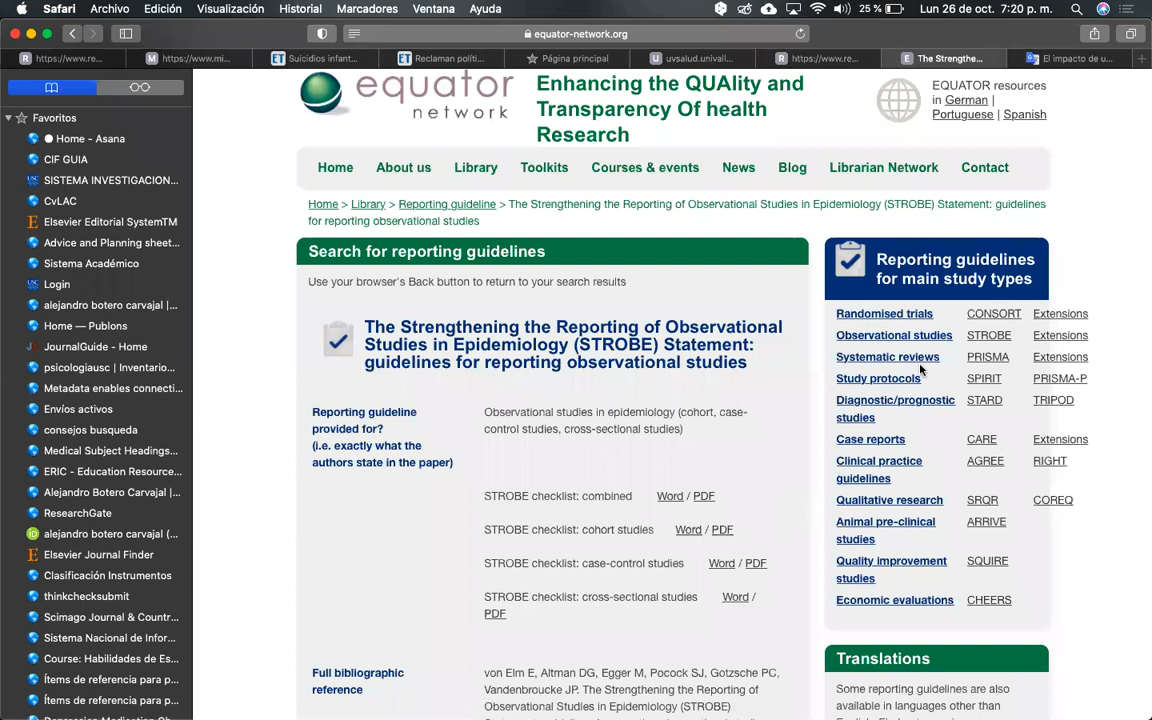 Safari Archivo Edición Visualización Historial Marcadores Ventana Ayuda 25 % Lun 26 de oct. 7:20 p. m.
equator-network.org
https://www.re...
https://www.mi...
Suicidios infant...
Reclaman políti...
Página principal
uvsalud.univall...
https://www.re...
The Strengthe...
El impacto de u...
Favoritos
Home - Asana
CIF GUIA
SISTEMA INVESTIGACION...
CvLAC
Elsevier Editorial SystemTM
Advice and Planning sheet...
Sistema Académico
Login
alejandro botero carvajal |...
Home — Publons
JournalGuide - Home
psicologiausc | Inventario...
Metadata enables connecti...
Envíos activos
consejos busqueda
Medical Subject Headings...
ERIC - Education Resource...
Alejandro Botero Carvajal |...
ResearchGate
alejandro botero carvajal (...
Elsevier Journal Finder
Clasificación Instrumentos
thinkchecksubmit
Scimago Journal & Countr...
Sistema Nacional de Infor...
Course: Habilidades de Es...
Ítems de referencia para p...
Ítems de referencia para p...
equator
network
Enhancing the QUAlity and
Transparency Of health
Research
EQUATOR resources
in German |
Portuguese | Spanish
Home About us Library Toolkits Courses & events News Blog Librarian Network Contact
Home > Library > Reporting guideline > The Strengthening the Reporting of Observational Studies in Epidemiology (STROBE) Statement: guidelines
for reporting observational studies
Search for reporting guidelines
Use your browser's Back button to return to your search results
The Strengthening the Reporting of Observational
Studies in Epidemiology (STROBE) Statement:
guidelines for reporting observational studies
Reporting guideline
provided for?
(i.e. exactly what the
authors state in the paper)
Observational studies in epidemiology (cohort, case-
control studies, cross-sectional studies)
STROBE checklist: combined Word / PDF
STROBE checklist: cohort studies Word / PDF
STROBE checklist: case-control studies Word / PDF
STROBE checklist: cross-sectional studies Word /
PDF
Full bibliographic
reference
von Elm E, Altman DG, Egger M, Pocock SJ, Gotzsche PC,
Vandenbroucke JP. The Strengthening the Reporting of
Observational Studies in Epidemiology (STROBE)
Reporting guidelines
for main study types
Randomised trials CONSORT Extensions
Observational studies STROBE Extensions
Systematic reviews PRISMA Extensions
Study protocols SPIRIT PRISMA-P
Diagnostic/prognostic STARD TRIPOD
studies
Case reports CARE Extensions
Clinical practice AGREE RIGHT
guidelines
Qualitative research SRQR COREQ
Animal pre-clinical ARRIVE
studies
Quality improvement SQUIRE
studies
Economic evaluations CHEERS
Translations
Some reporting guidelines are also
available in languages other than